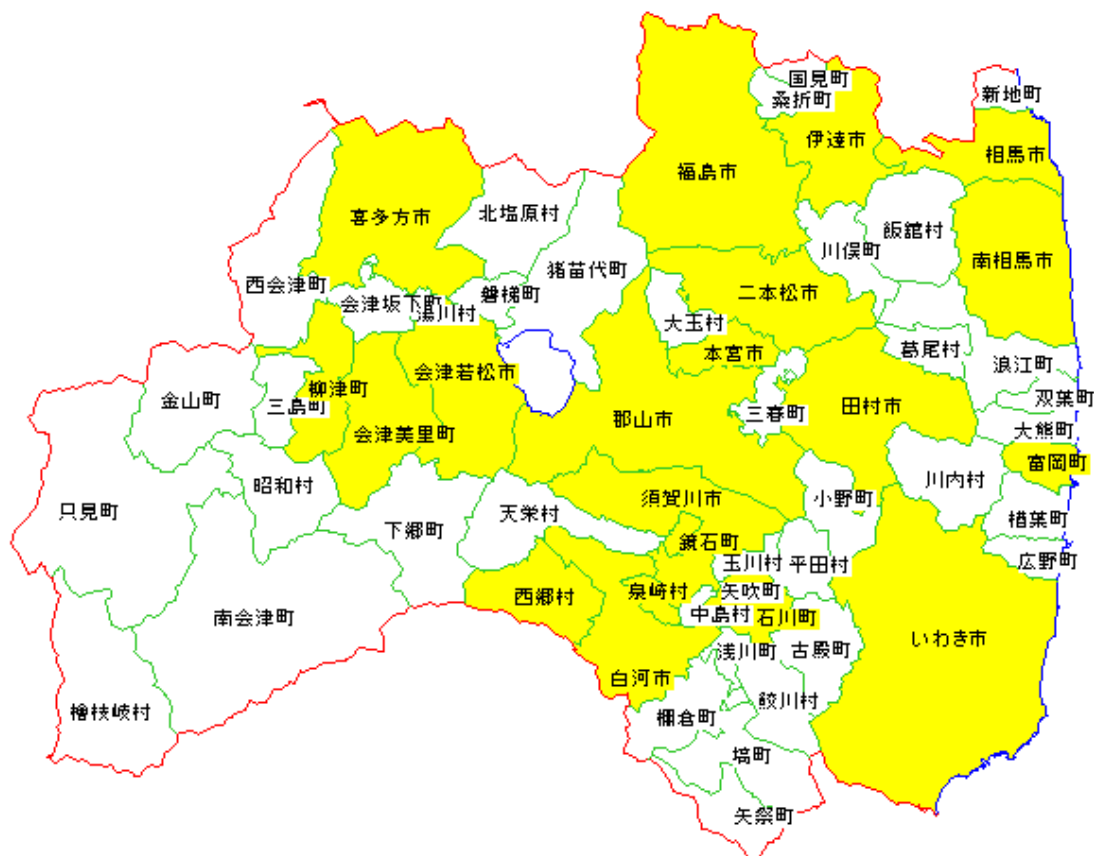 国見町
桑折町
新地町
伊達市
相馬市
福島市
喜多方市
北塩原村
飯舘村
川俣町
猪苗代町
南相馬市
西会津町
会津坂下町
湯川村
磐梯町
二本松市
大玉村
本宮市
葛尾村
浪江町
双葉町
金山町
三島町
柳津町
会津若松市
会津美里町
郡山市
三春町
田村市
大熊町
富岡町
川内村
只見町
昭和村
下郷町
天栄村
須賀川市
小野町
楢葉町
広野町
鏡石町
玉川村
平田村
西郷村
泉崎村
矢吹町
中島村
石川町
南会津町
浅川町
古殿町
いわき市
白河市
檜枝岐村
棚倉町
鮫川村
塙町
矢祭町